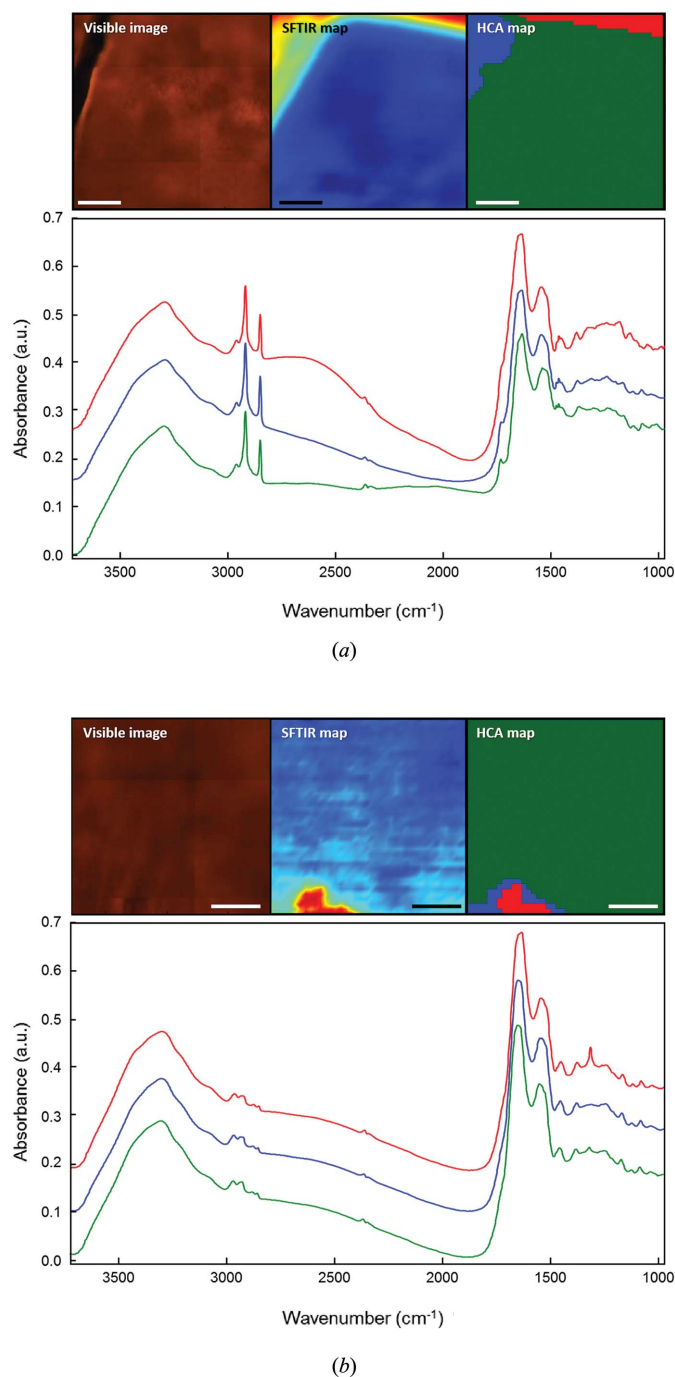 Visible image SFTIR map HCA map
0.7
0.6
0.5
0.4
0.3
0.2
0.1
0.0
Absorbance (a.u.)
3500 3000 2500 2000 1500 1000
Wavenumber (cm⁻¹)
(a)
Visible image SFTIR map HCA map
0.7
0.6
0.5
0.4
0.3
0.2
0.1
0.0
Absorbance (a.u.)
3500 3000 2500 2000 1500 1000
Wavenumber (cm⁻¹)
(b)